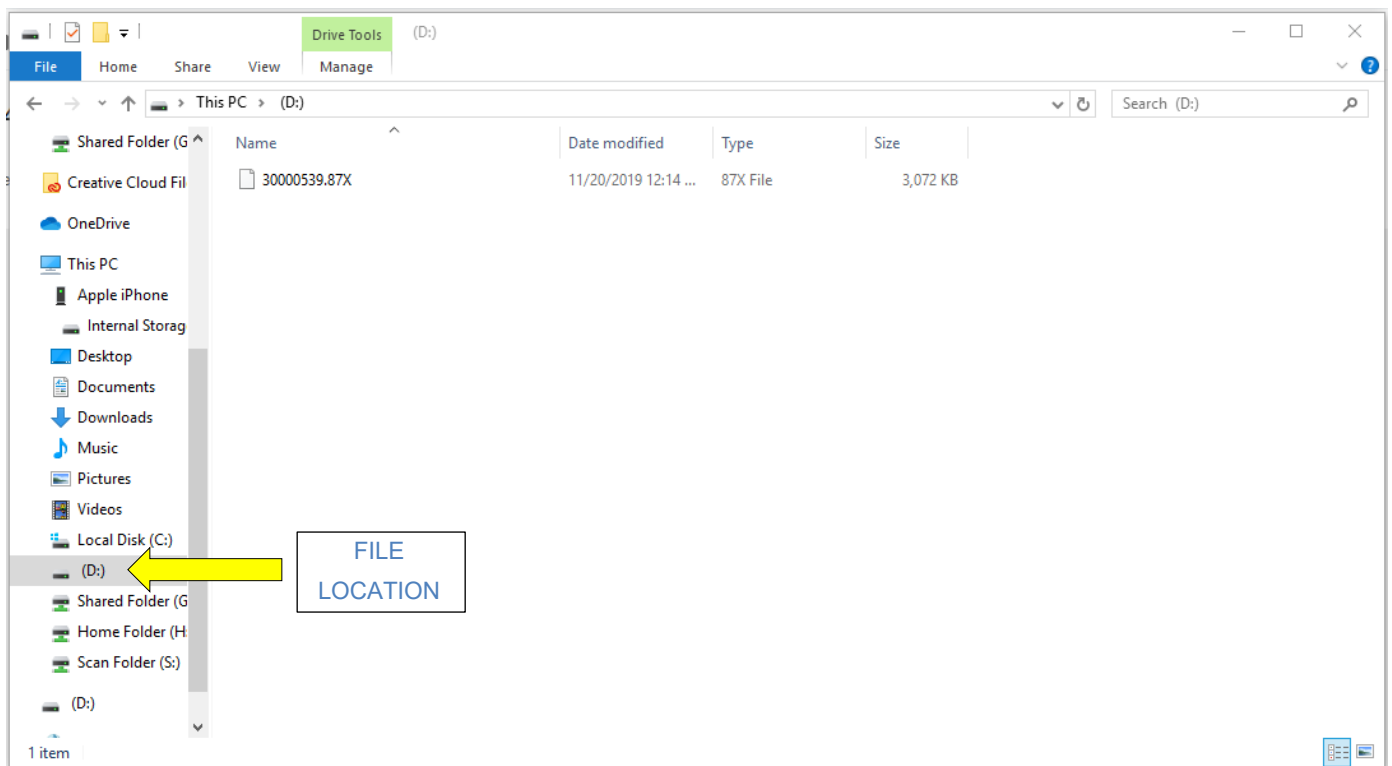 Drive Tools (D:)
File Home Share View Manage
This PC > (D:)
Search (D:)
Shared Folder (G
Creative Cloud Fil
OneDrive
This PC
Apple iPhone
Internal Storag
Desktop
Documents
Downloads
Music
Pictures
Videos
Local Disk (C:)
(D:)
Shared Folder (G
Home Folder (H:
Scan Folder (S:)
(D:)
Name Date modified Type Size
30000539.87X 11/20/2019 12:14 ... 87X File 3,072 KB
FILE
LOCATION
1 item